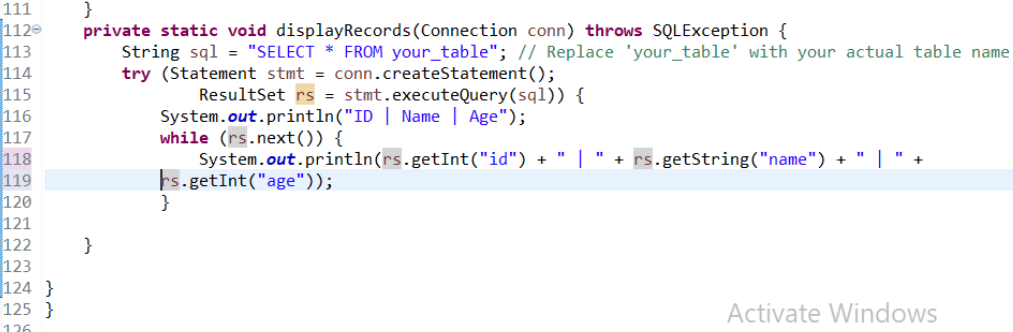 111     }
112     private static void displayRecords(Connection conn) throws SQLException {
113         String sql = "SELECT * FROM your_table"; // Replace 'your_table' with your actual table name
114         try (Statement stmt = conn.createStatement();
115                 ResultSet rs = stmt.executeQuery(sql)) {
116             System.out.println("ID | Name | Age");
117             while (rs.next()) {
118                 System.out.println(rs.getInt("id") + " | " + rs.getString("name") + " | " +
119             rs.getInt("age"));
120             }
121
122     }
123
124 }
125 }
126
Activate Windows